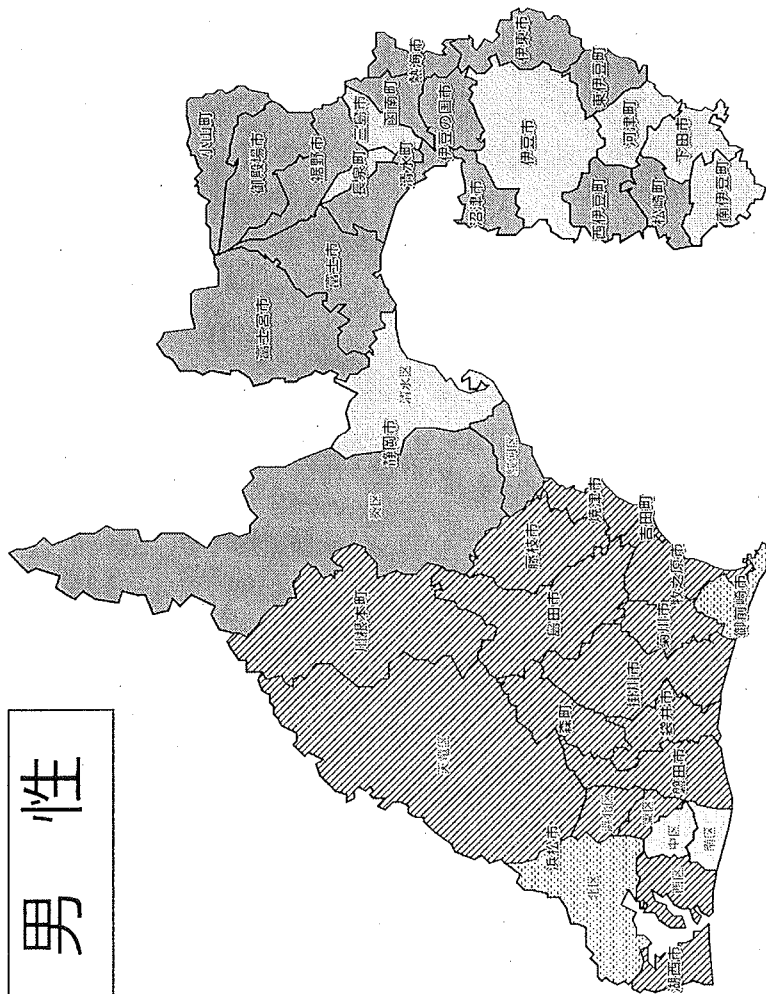 男性
小山町
御殿場市
裾野市
富士宮市
富士市
長泉町
三島市
函南町
熱海市
清水町
沼津市
伊豆の国市
伊東市
伊豆市
東伊豆町
西伊豆町
河津町
松崎町
下田市
南伊豆町
静岡市
葵区
清水区
駿河区
川根本町
藤枝市
焼津市
島田市
吉田町
牧之原市
御前崎市
菊川市
掛川市
森町
袋井市
磐田市
浜松市
天竜区
浜北区
北区
東区
中区
西区
南区
湖西市